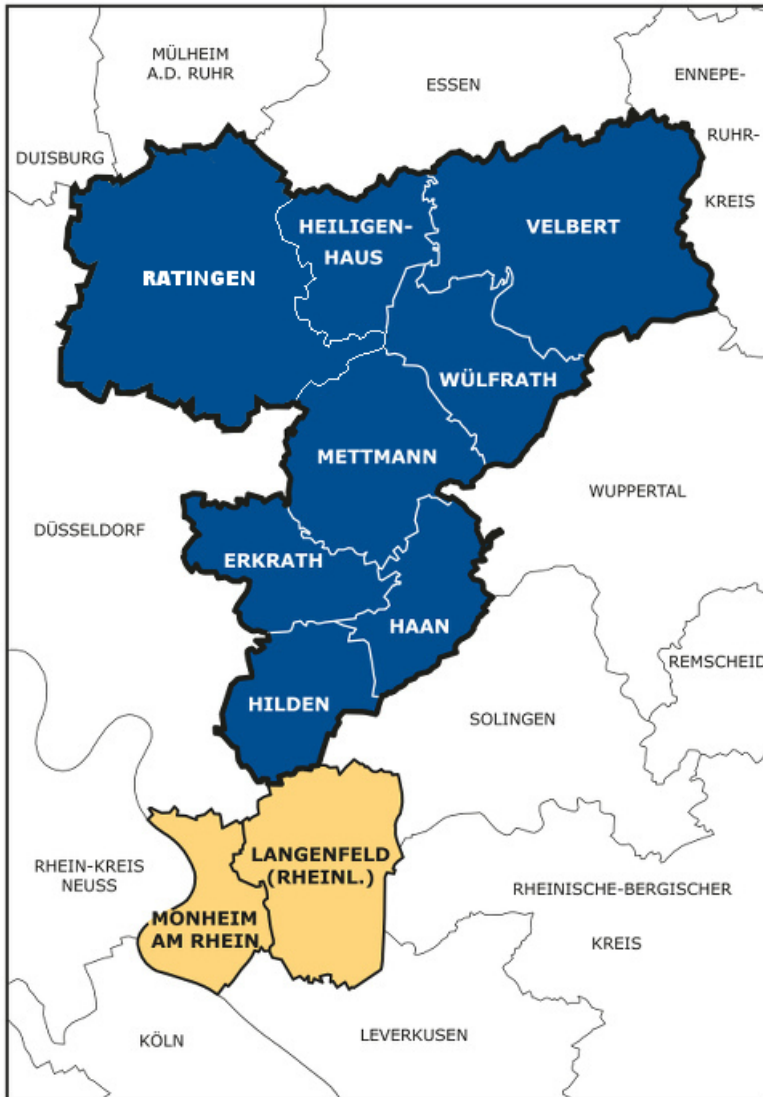 MÜLHEIM
A.D. RUHR
ESSEN
ENNEPE-
RUHR-
KREIS
DUISBURG
HEILIGEN-
HAUS
VELBERT
RATINGEN
WÜLFRATH
METTMANN
WUPPERTAL
DÜSSELDORF
ERKRATH
HAAN
REMSCHEID
HILDEN
SOLINGEN
LANGENFELD
(RHEINL.)
RHEIN-KREIS
NEUSS
RHEINISCHE-BERGISCHER
KREIS
MONHEIM
AM RHEIN
KÖLN
LEVERKUSEN